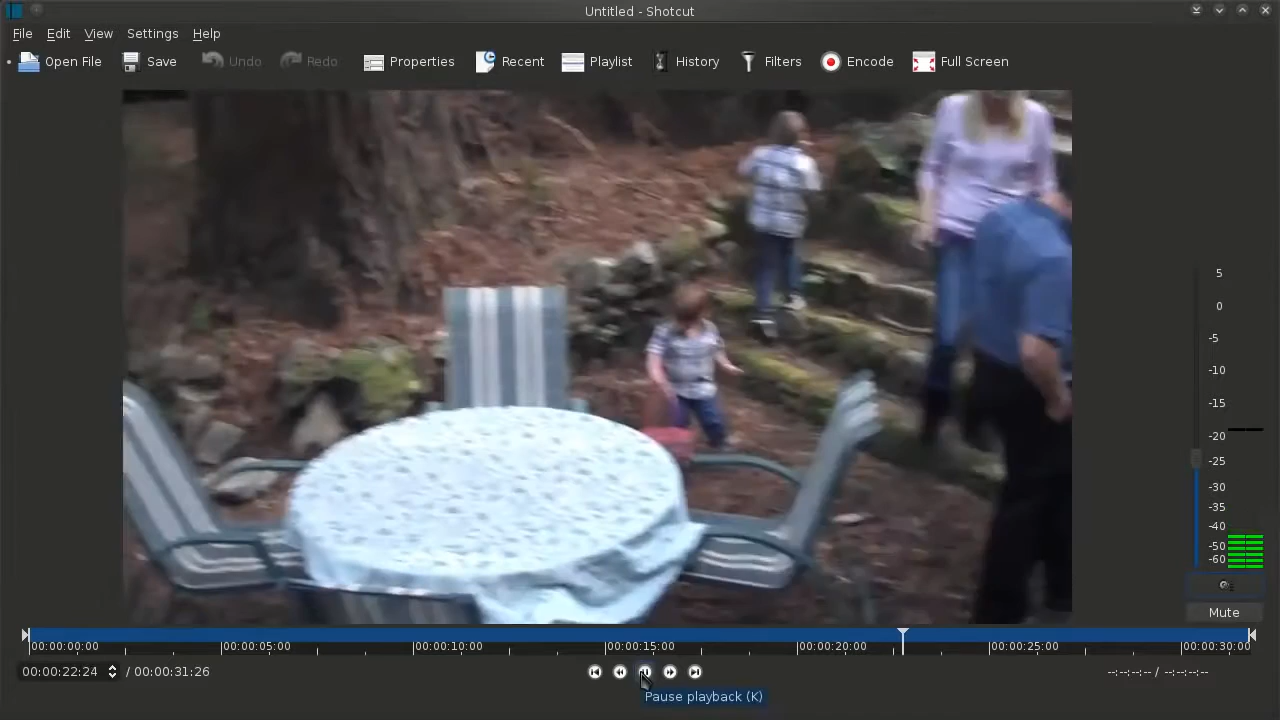 Untitled - Shotcut
File Edit View Settings Help
Open File Save Undo Redo Properties Recent Playlist History Filters Encode Full Screen
5
0
-5
-10
-15
-20
-25
-30
-35
-40
-50
-60
Mute
00:00:00:00 00:00:05:00 00:00:10:00 00:00:15:00 00:00:20:00 00:00:25:00 00:00:30:00
00:00:22:24 / 00:00:31:26 --:--:--:-- / --:--:--:--
Pause playback (K)